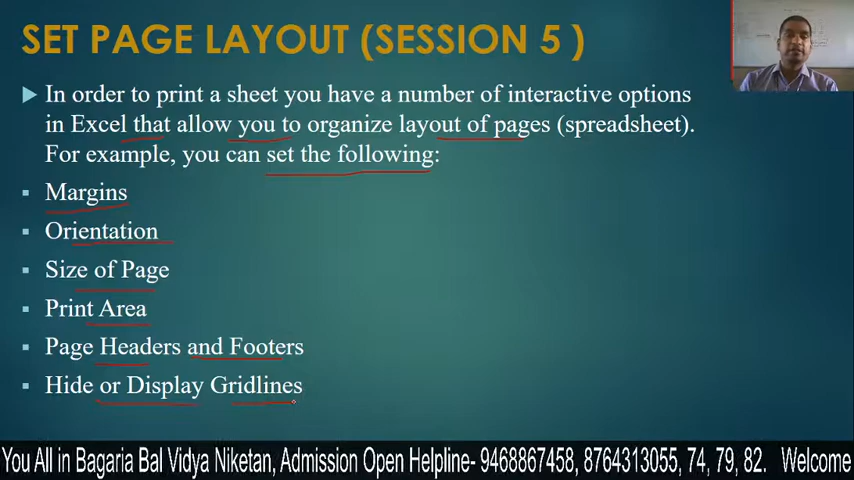 SET PAGE LAYOUT (SESSION 5 )
In order to print a sheet you have a number of interactive options
in Excel that allow you to organize layout of pages (spreadsheet).
For example, you can set the following:
Margins
Orientation
Size of Page
Print Area
Page Headers and Footers
Hide or Display Gridlines
You All in Bagaria Bal Vidya Niketan, Admission Open Helpline- 9468867458, 8764313055, 74, 79, 82. Welcome